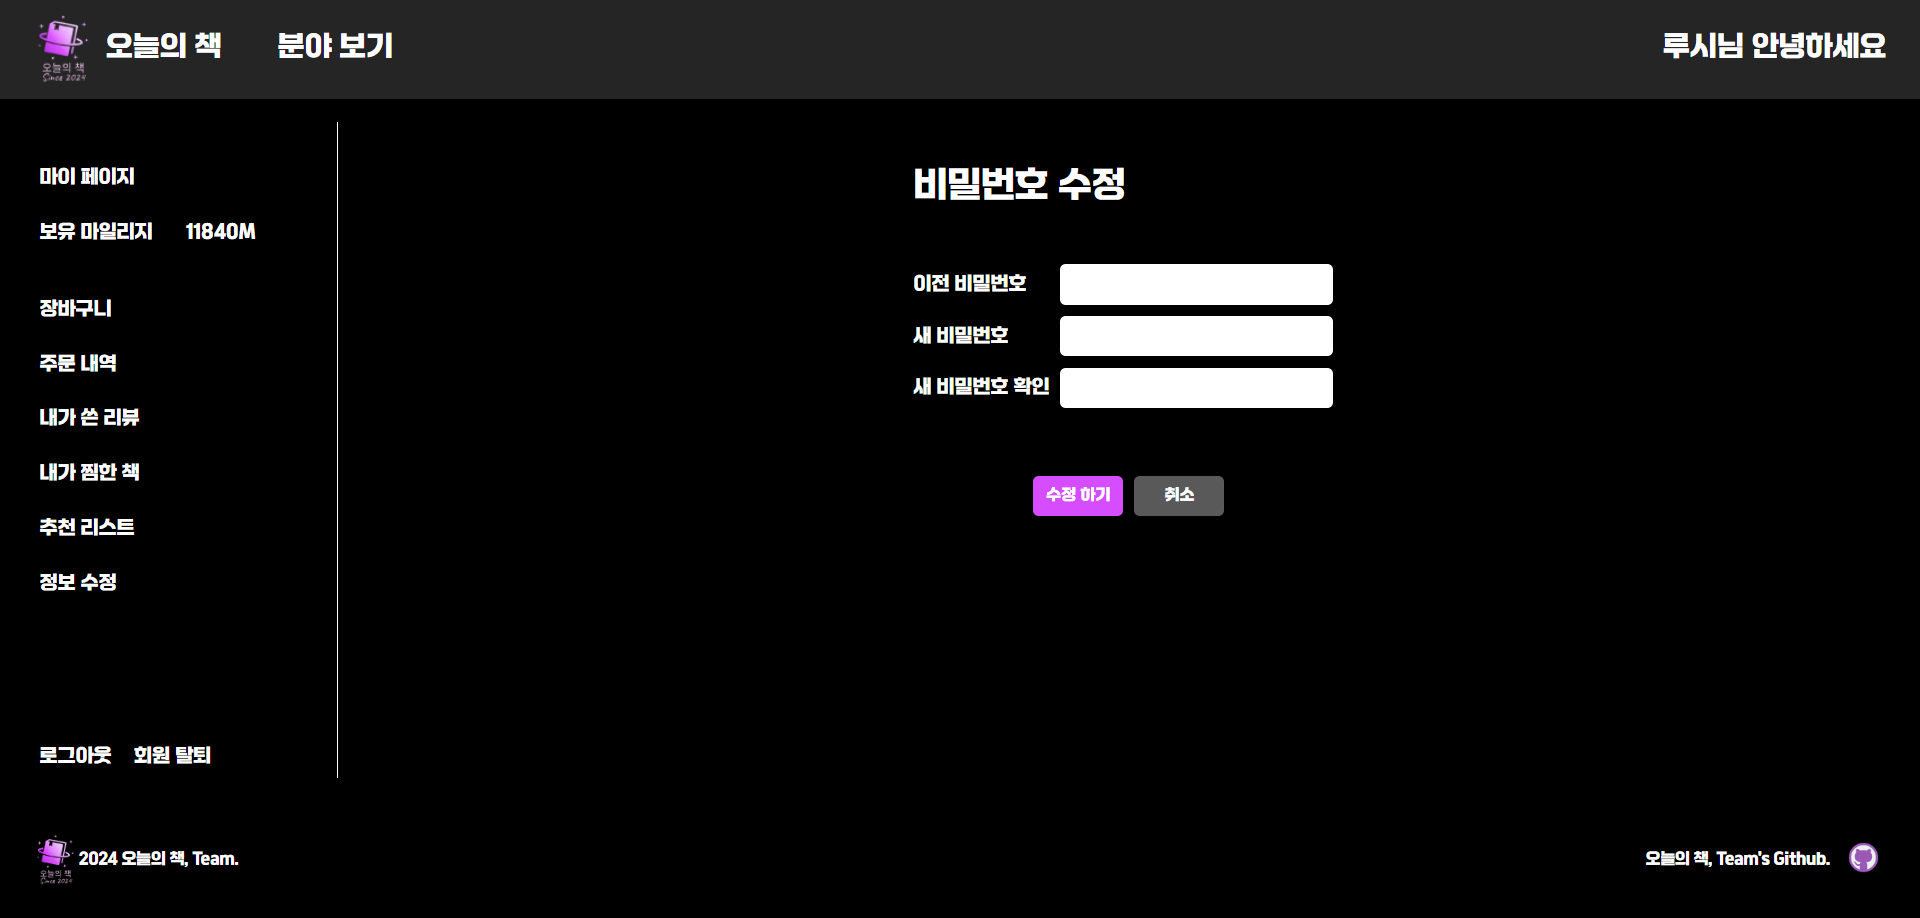 오늘의 책
Since 2024
오늘의 책
분야 보기
루시님 안녕하세요
마이 페이지
보유 마일리지 11840M
장바구니
주문 내역
내가 쓴 리뷰
내가 찜한 책
추천 리스트
정보 수정
로그아웃 회원 탈퇴
비밀번호 수정
이전 비밀번호
새 비밀번호
새 비밀번호 확인
수정 하기 취소
오늘의 책
Since 2024
2024 오늘의 책, Team.
오늘의 책, Team's Github.